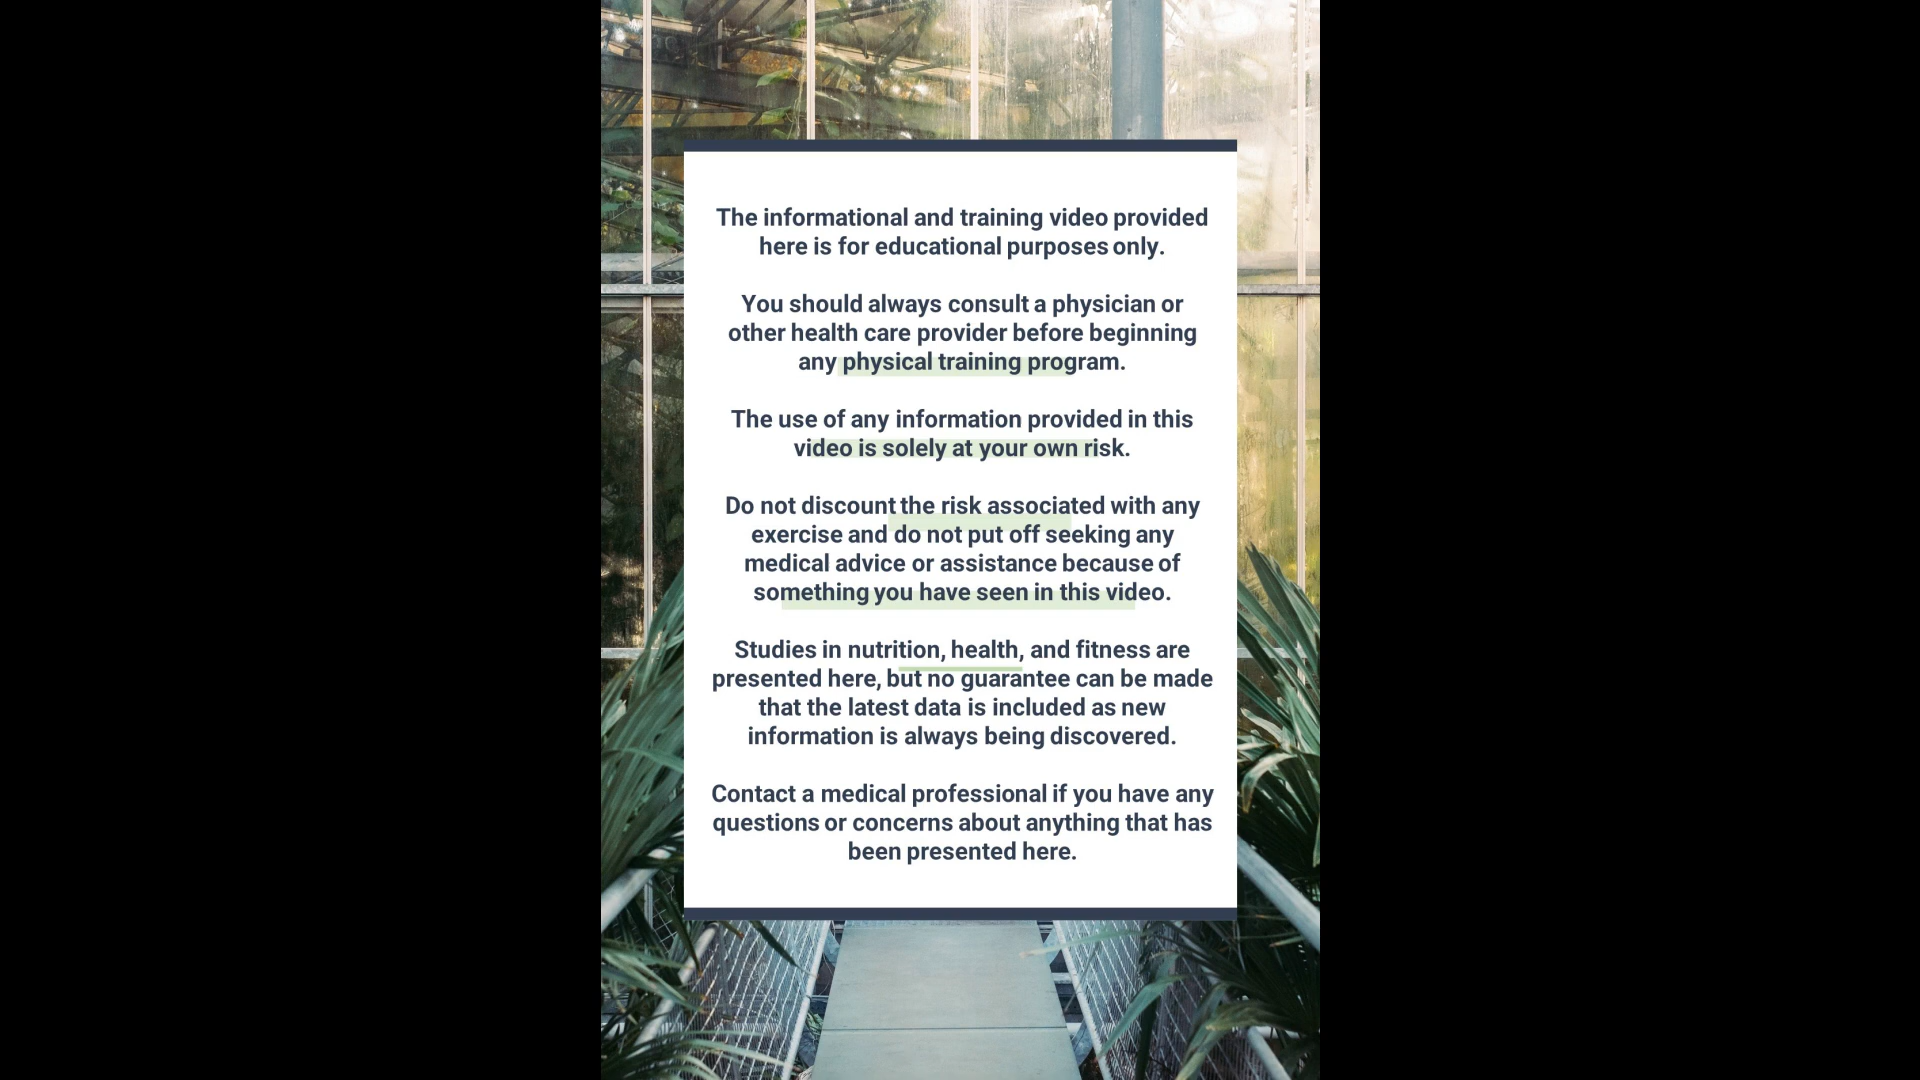 The informational and training video provided
here is for educational purposes only.
You should always consult a physician or
other health care provider before beginning
any physical training program.
The use of any information provided in this
video is solely at your own risk.
Do not discount the risk associated with any
exercise and do not put off seeking any
medical advice or assistance because of
something you have seen in this video.
Studies in nutrition, health, and fitness are
presented here, but no guarantee can be made
that the latest data is included as new
information is always being discovered.
Contact a medical professional if you have any
questions or concerns about anything that has
been presented here.